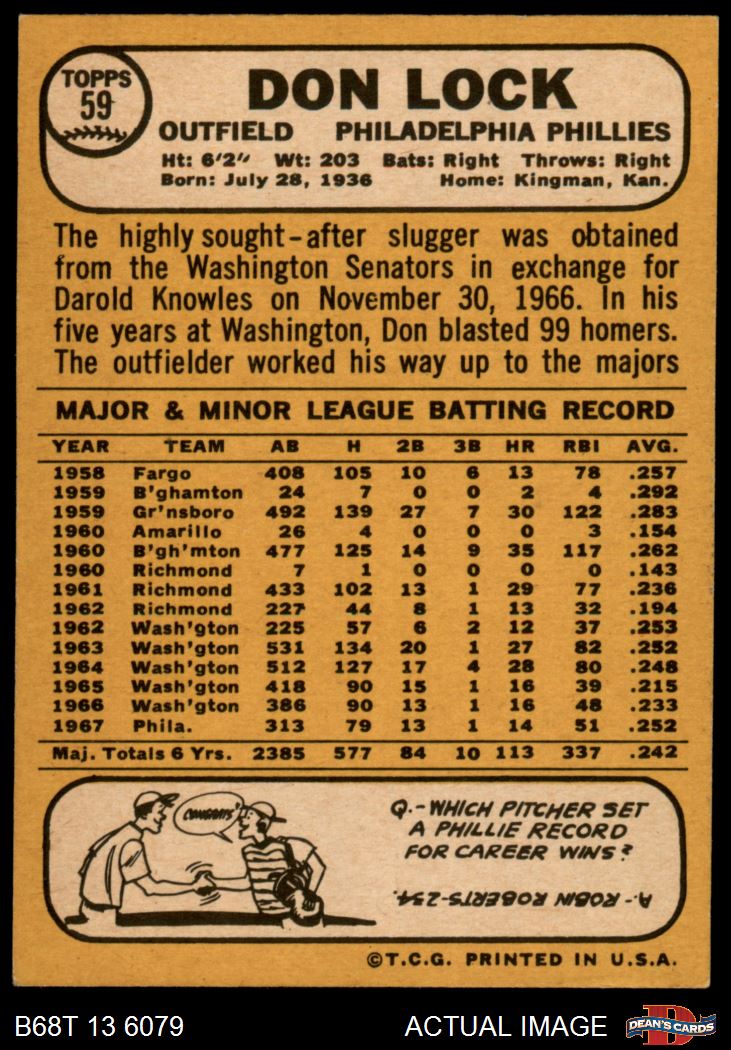 TOPPS
59
DON LOCK
OUTFIELD PHILADELPHIA PHILLIES
Ht: 6'2" Wt: 203 Bats: Right Throws: Right
Born: July 28, 1936 Home: Kingman, Kan.
The highly sought-after slugger was obtained
from the Washington Senators in exchange for
Darold Knowles on November 30, 1966. In his
five years at Washington, Don blasted 99 homers.
The outfielder worked his way up to the majors
MAJOR & MINOR LEAGUE BATTING RECORD
YEAR TEAM AB H 2B 3B HR RBI AVG.
1958 Fargo 408 105 10 6 13 78 .257
1959 B'ghamton 24 7 0 0 2 4 .292
1959 Gr'nsboro 492 139 27 7 30 122 .283
1960 Amarillo 26 4 0 0 0 3 .154
1960 B'gh'mton 477 125 14 9 35 117 .262
1960 Richmond 7 1 0 0 0 0 .143
1961 Richmond 433 102 13 1 29 77 .236
1962 Richmond 227 44 8 1 13 32 .194
1962 Wash'gton 225 57 6 2 12 37 .253
1963 Wash'gton 531 134 20 1 27 82 .252
1964 Wash'gton 512 127 17 4 28 80 .248
1965 Wash'gton 418 90 15 1 16 39 .215
1966 Wash'gton 386 90 13 1 16 48 .233
1967 Phila. 313 79 13 1 14 51 .252
Maj. Totals 6 Yrs. 2385 577 84 10 113 337 .242
CONGRATS!
Q.-WHICH PITCHER SET
A PHILLIE RECORD
FOR CAREER WINS?
A. ROBIN ROBERTS-234.
©T.C.G. PRINTED IN U.S.A.
B68T 13 6079 ACTUAL IMAGE D DEAN'S CARDS